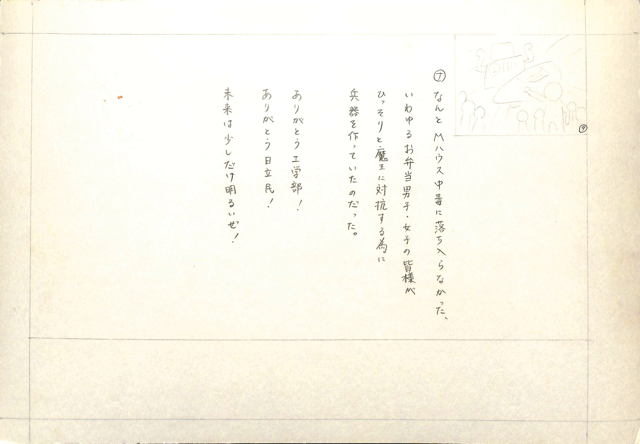 ⑦ なんとMハウス中毒に落ち入らなかった、
いわゆるお弁当男子・女子の皆様が
ひっそりと魔王に対抗する為に
兵器を作っていたのだった。
ありがとう工学部!
ありがとう日立民!
未来は少しだけ明るいぜ!